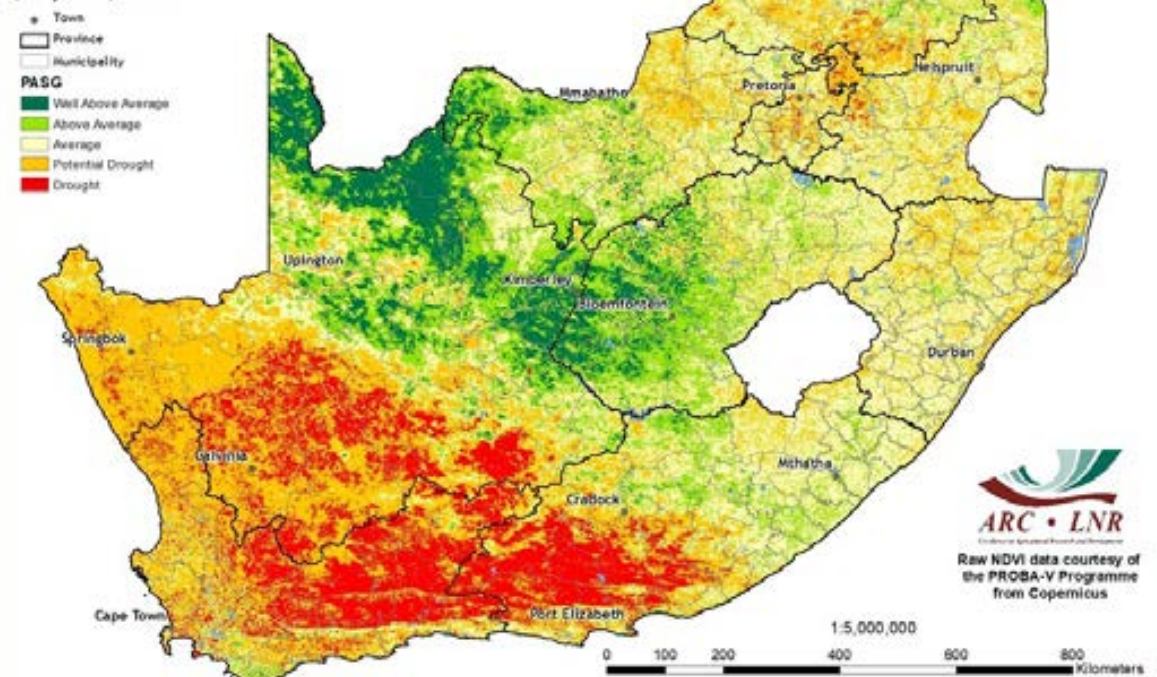 Town
Province
Municipality
PASG
Well Above Average
Above Average
Average
Potential Drought
Drought
Nelspruit
Pretoria
Mmabatho
Upington
Kimberley
Bloemfontein
Springbok
Durban
Calvinia
Mthatha
Cradock
Cape Town
Port Elizabeth
ARC • LNR
Raw NDVI data courtesy of
the PROBA-V Programme
from Copernicus
1:5,000,000
0 100 200 400 600 800
Kilometers